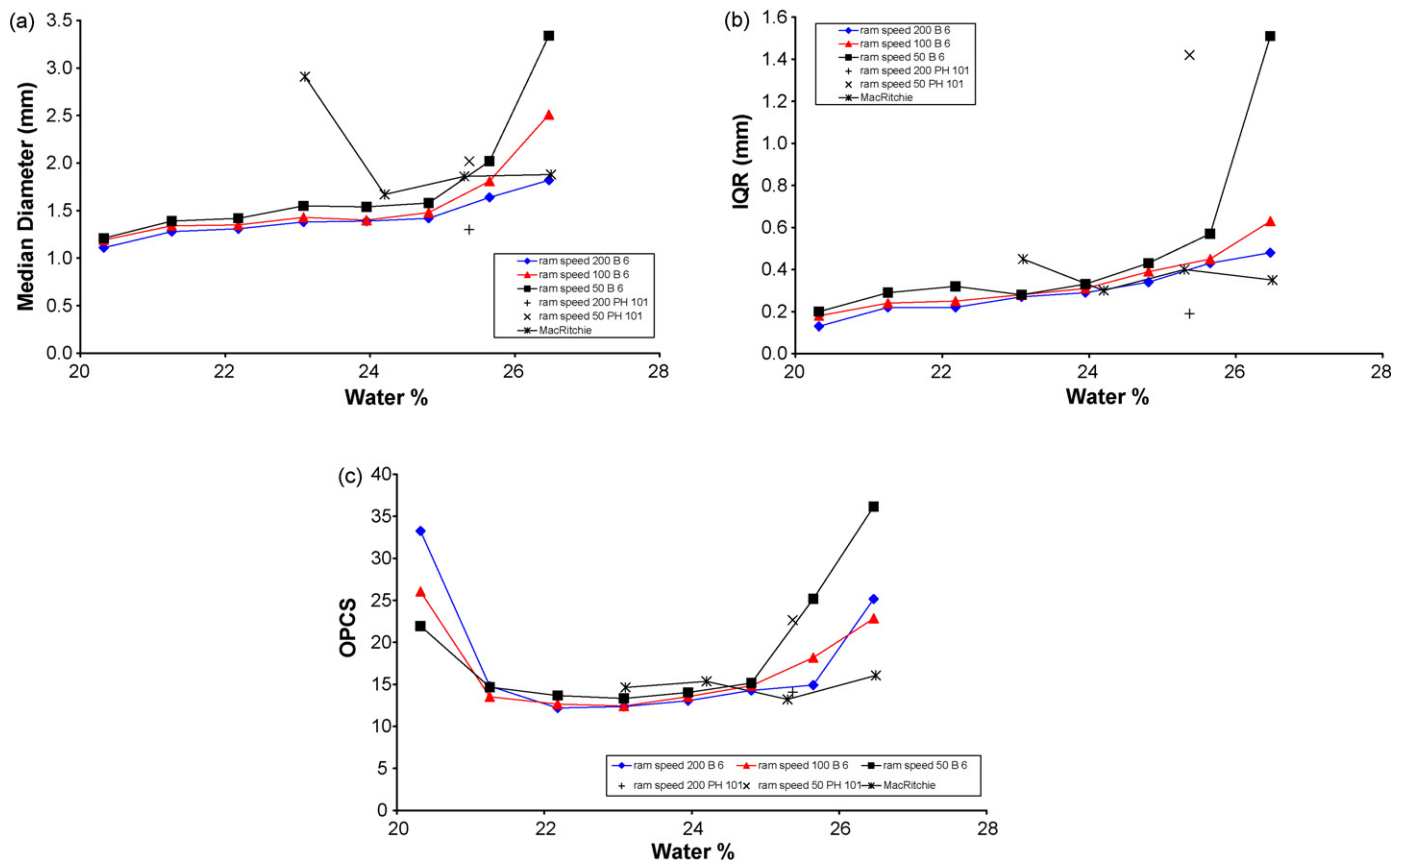 (a)
3.5
3.0
2.5
2.0
1.5
1.0
0.5
0.0
Median Diameter (mm)
20 22 24 26 28
Water %
ram speed 200 B 6
ram speed 100 B 6
ram speed 50 B 6
ram speed 200 PH 101
ram speed 50 PH 101
MacRitchie
(b)
1.6
1.4
1.2
1.0
0.8
0.6
0.4
0.2
0.0
IQR (mm)
20 22 24 26 28
Water %
ram speed 200 B 6
ram speed 100 B 6
ram speed 50 B 6
ram speed 200 PH 101
ram speed 50 PH 101
MacRitchie
(c)
40
35
30
25
20
15
10
5
0
OPCS
20 22 24 26 28
Water %
ram speed 200 B 6 ram speed 100 B 6 ram speed 50 B 6
ram speed 200 PH 101 ram speed 50 PH 101 MacRitchie